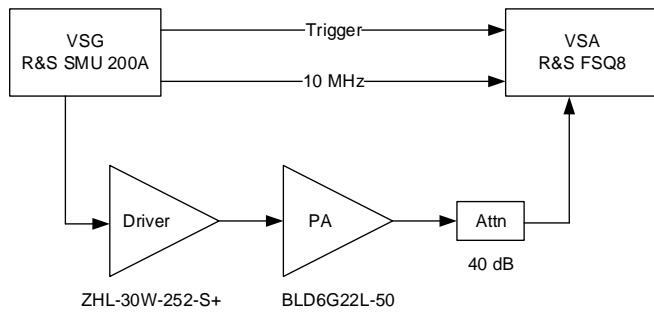 VSG
R&S SMU 200A
Trigger
10 MHz
VSA
R&S FSQ8
Driver
PA
Attn
40 dB
ZHL-30W-252-S+
BLD6G22L-50